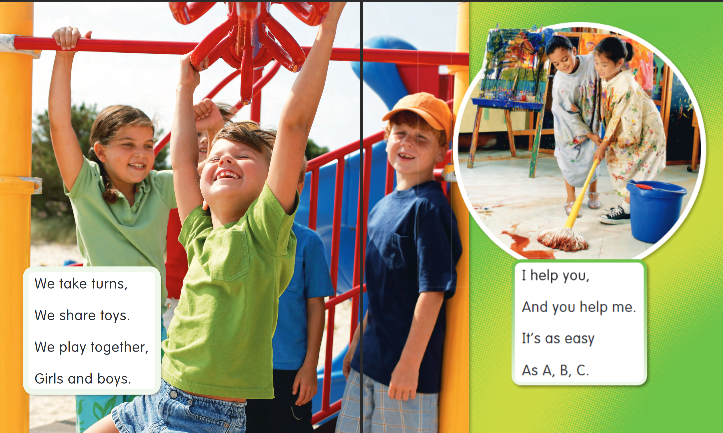 We take turns,
We share toys.
We play together,
Girls and boys.
I help you,
And you help me.
It's as easy
As A, B, C.